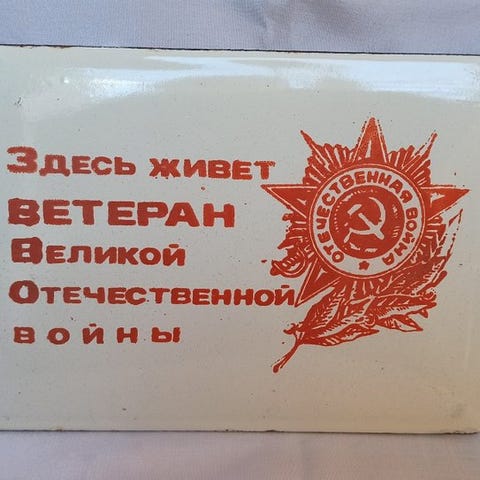 Здесь живет
ВЕТЕРАН
Великой
Отечественной
войны
ОТЕЧЕСТВЕННАЯ ВОЙНА